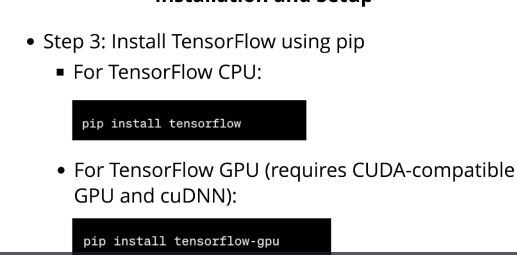 Installation and Setup
Step 3: Install TensorFlow using pip
For TensorFlow CPU:
pip install tensorflow
For TensorFlow GPU (requires CUDA-compatible
GPU and cuDNN):
pip install tensorflow-gpu